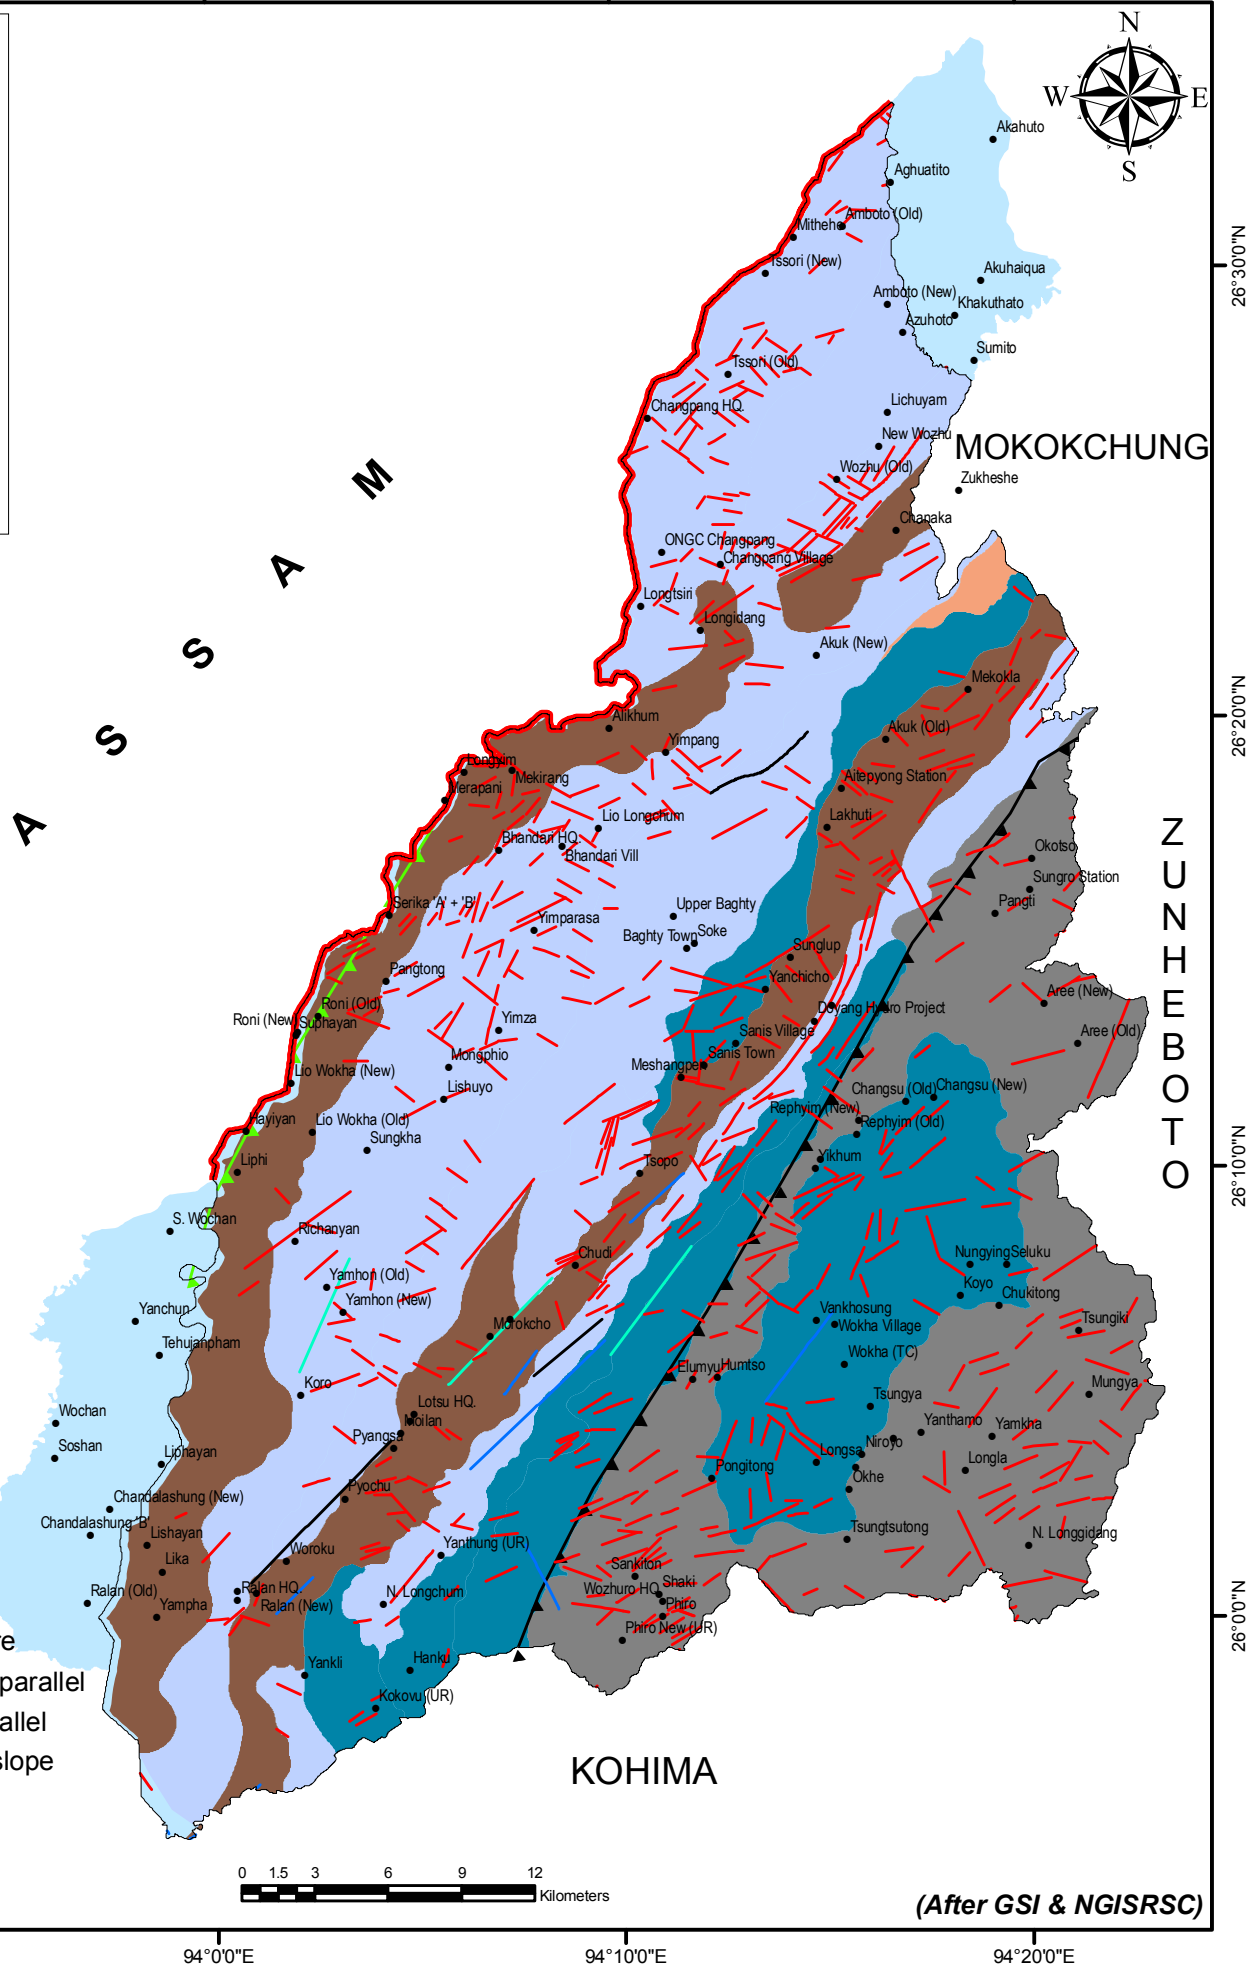 N
W
E
S
Akahuto
Aghuatito
Amboto (Old)
Mithehe
Tssori (New)
Akuhaiqua
Amboto (New)
Khakuthato
Azuhoto
Sumito
26°30'0"N
Tssori (Old)
Changpang HQ.
Lichuyam
New Wozhu
MOKOKCHUNG
Wozhu (Old)
Zukheshe
Chanaka
A S S A M
ONGC Changpang
Changpang Village
Longtsiri
Longidang
Akuk (New)
Mekokla
26°20'0"N
Alikhum
Akuk (Old)
Yimpang
Longyim
Mekirang
Merapani
Aitepyong Station
Lio Longchum
Lakhuti
Bhandari HQ.
Bhandari Vill
Okotso
Sungro Station
Pangti
ZUNHEBOTO
Serika 'A' + 'B'
Yimparasa
Upper Baghty
Baghty Town
Soke
Sunglup
Pangtong
Yanchicho
Aree (New)
Roni (Old)
Roni (New)
Suphayan
Yimza
Doyang Hydro Project
Sanis Village
Aree (Old)
Mongphio
Sanis Town
Meshangpen
Lio Wokha (New)
Lishuyo
Changsu (Old)
Changsu (New)
Hayiyan
Lio Wokha (Old)
Rephyim (New)
Rephyim (Old)
Sungkha
26°10'0"N
Liphi
Tsopo
Yikhum
S. Wochan
Richanyan
Chudi
Nungying
Seluku
Yamhon (Old)
Koyo
Yamhon (New)
Chukitong
Yanchun
Morokcho
Vankhosung
Wokha Village
Tsungiki
Tehujanpham
Wokha (TC)
Elumyu
Humtso
Koro
Mungya
Wochan
Lotsu HQ.
Moilan
Tsungya
Pyangsa
Yanthamo
Yamkha
Soshan
Liphayan
Niroyo
Longsa
Pongitong
Longla
Okhe
Pyochu
Chandalashung (New)
Chandalashung 'B'
Lishayan
Tsungtsutong
N. Longgidang
Yanthung (UR)
Lika
Woroku
Sankiton
Ralan (Old)
Ralan HQ.
N. Longchum
Wozhuro HQ
Shaki
Yampha
Ralan (New)
Phiro
26°0'0"N
Phiro New (UR)
re
Yankli
Hanku
parallel
Kokovu (UR)
allel
slope
KOHIMA
0 1.5 3 6 9 12
Kilometers
(After GSI & NGISRSC)
94°0'0"E 94°10'0"E 94°20'0"E